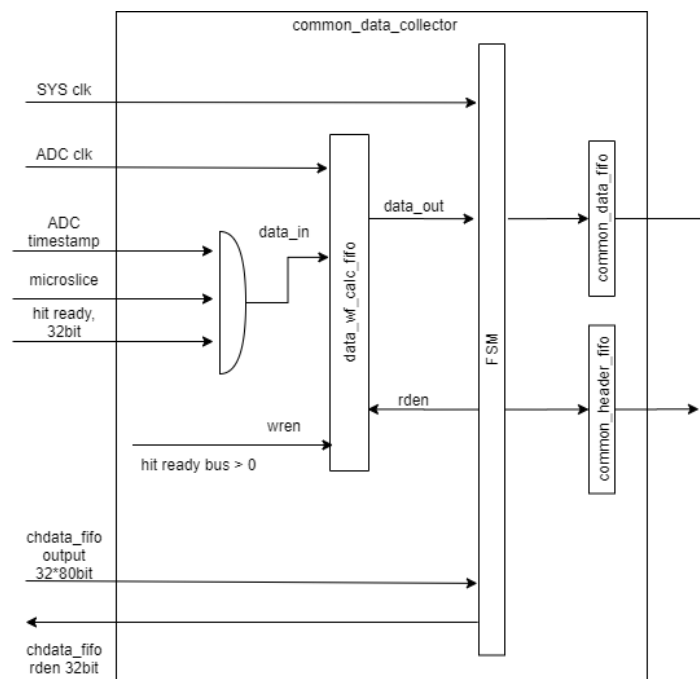 common_data_collector
SYS clk
ADC clk
ADC
timestamp
microslice
hit ready,
32bit
data_in
data_wf_calc_fifo
data_out
rden
wren
hit ready bus > 0
FSM
common_data_fifo
common_header_fifo
chdata_fifo
output
32*80bit
chdata_fifo
rden 32bit